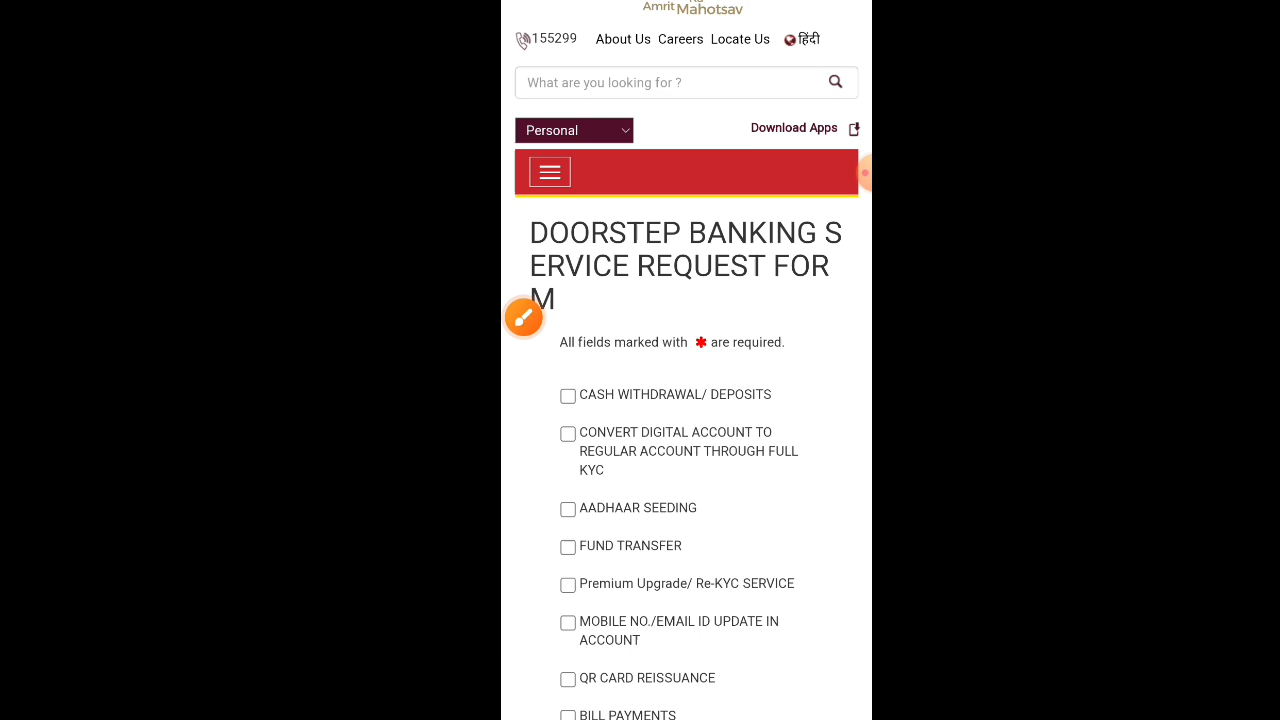 Amrit Mahotsav
155299 About Us Careers Locate Us हिंदी
What are you looking for ?
Personal
Download Apps
DOORSTEP BANKING S
ERVICE REQUEST FOR
M
All fields marked with ✱ are required.
CASH WITHDRAWAL/ DEPOSITS
CONVERT DIGITAL ACCOUNT TO
REGULAR ACCOUNT THROUGH FULL
KYC
AADHAAR SEEDING
FUND TRANSFER
Premium Upgrade/ Re-KYC SERVICE
MOBILE NO./EMAIL ID UPDATE IN
ACCOUNT
QR CARD REISSUANCE
BILL PAYMENTS